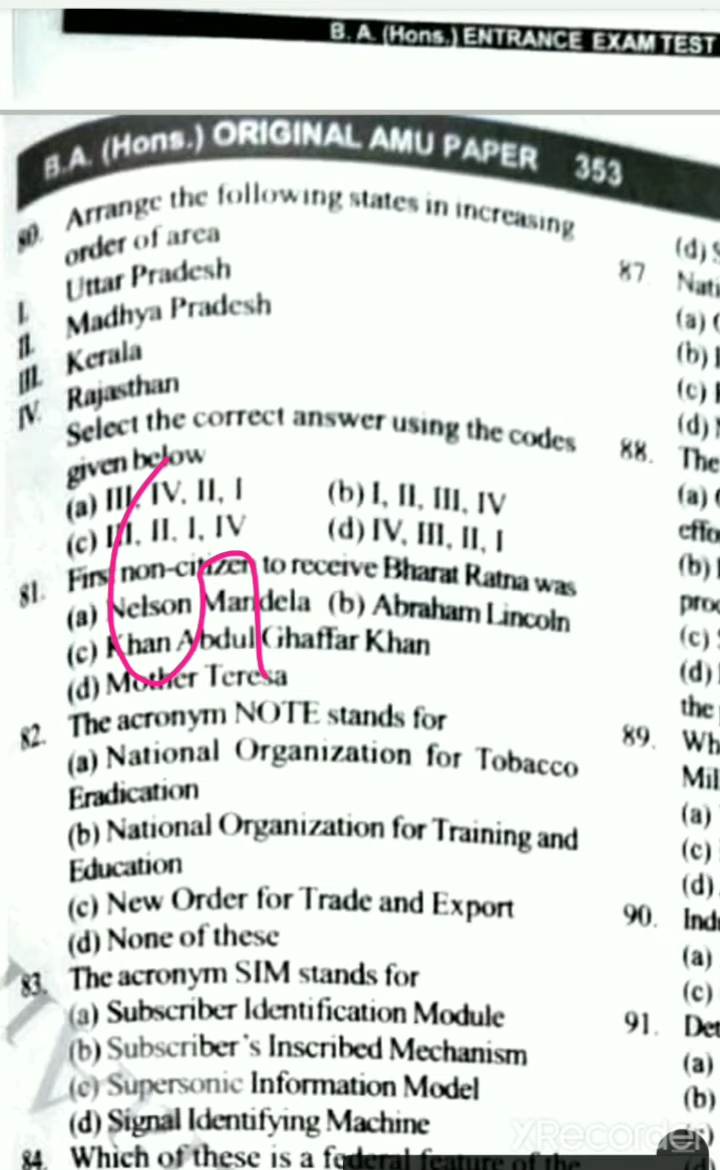 B. A. (Hons.) ENTRANCE EXAM TEST
B.A. (Hons.) ORIGINAL AMU PAPER 353
80. Arrange the following states in increasing
order of area
I. Uttar Pradesh
II. Madhya Pradesh
III. Kerala
IV. Rajasthan
Select the correct answer using the codes
given below
(a) III, IV, II, I (b) I, II, III, IV
(c) III, II, I, IV (d) IV, III, II, I
81. First non-citizen to receive Bharat Ratna was
(a) Nelson Mandela (b) Abraham Lincoln
(c) Khan Abdul Ghaffar Khan
(d) Mother Teresa
82. The acronym NOTE stands for
(a) National Organization for Tobacco
Eradication
(b) National Organization for Training and
Education
(c) New Order for Trade and Export
(d) None of these
83. The acronym SIM stands for
(a) Subscriber Identification Module
(b) Subscriber's Inscribed Mechanism
(c) Supersonic Information Model
(d) Signal Identifying Machine
84. Which of these is a federal feature of the
(d)
87
(a)
(b)
(c)
(d)
88. The
(a)
(b)
(c)
(d)
the
89.
(a)
(c)
(d)
90.
(a)
(c)
91.
(a)
(b)
XRecorder